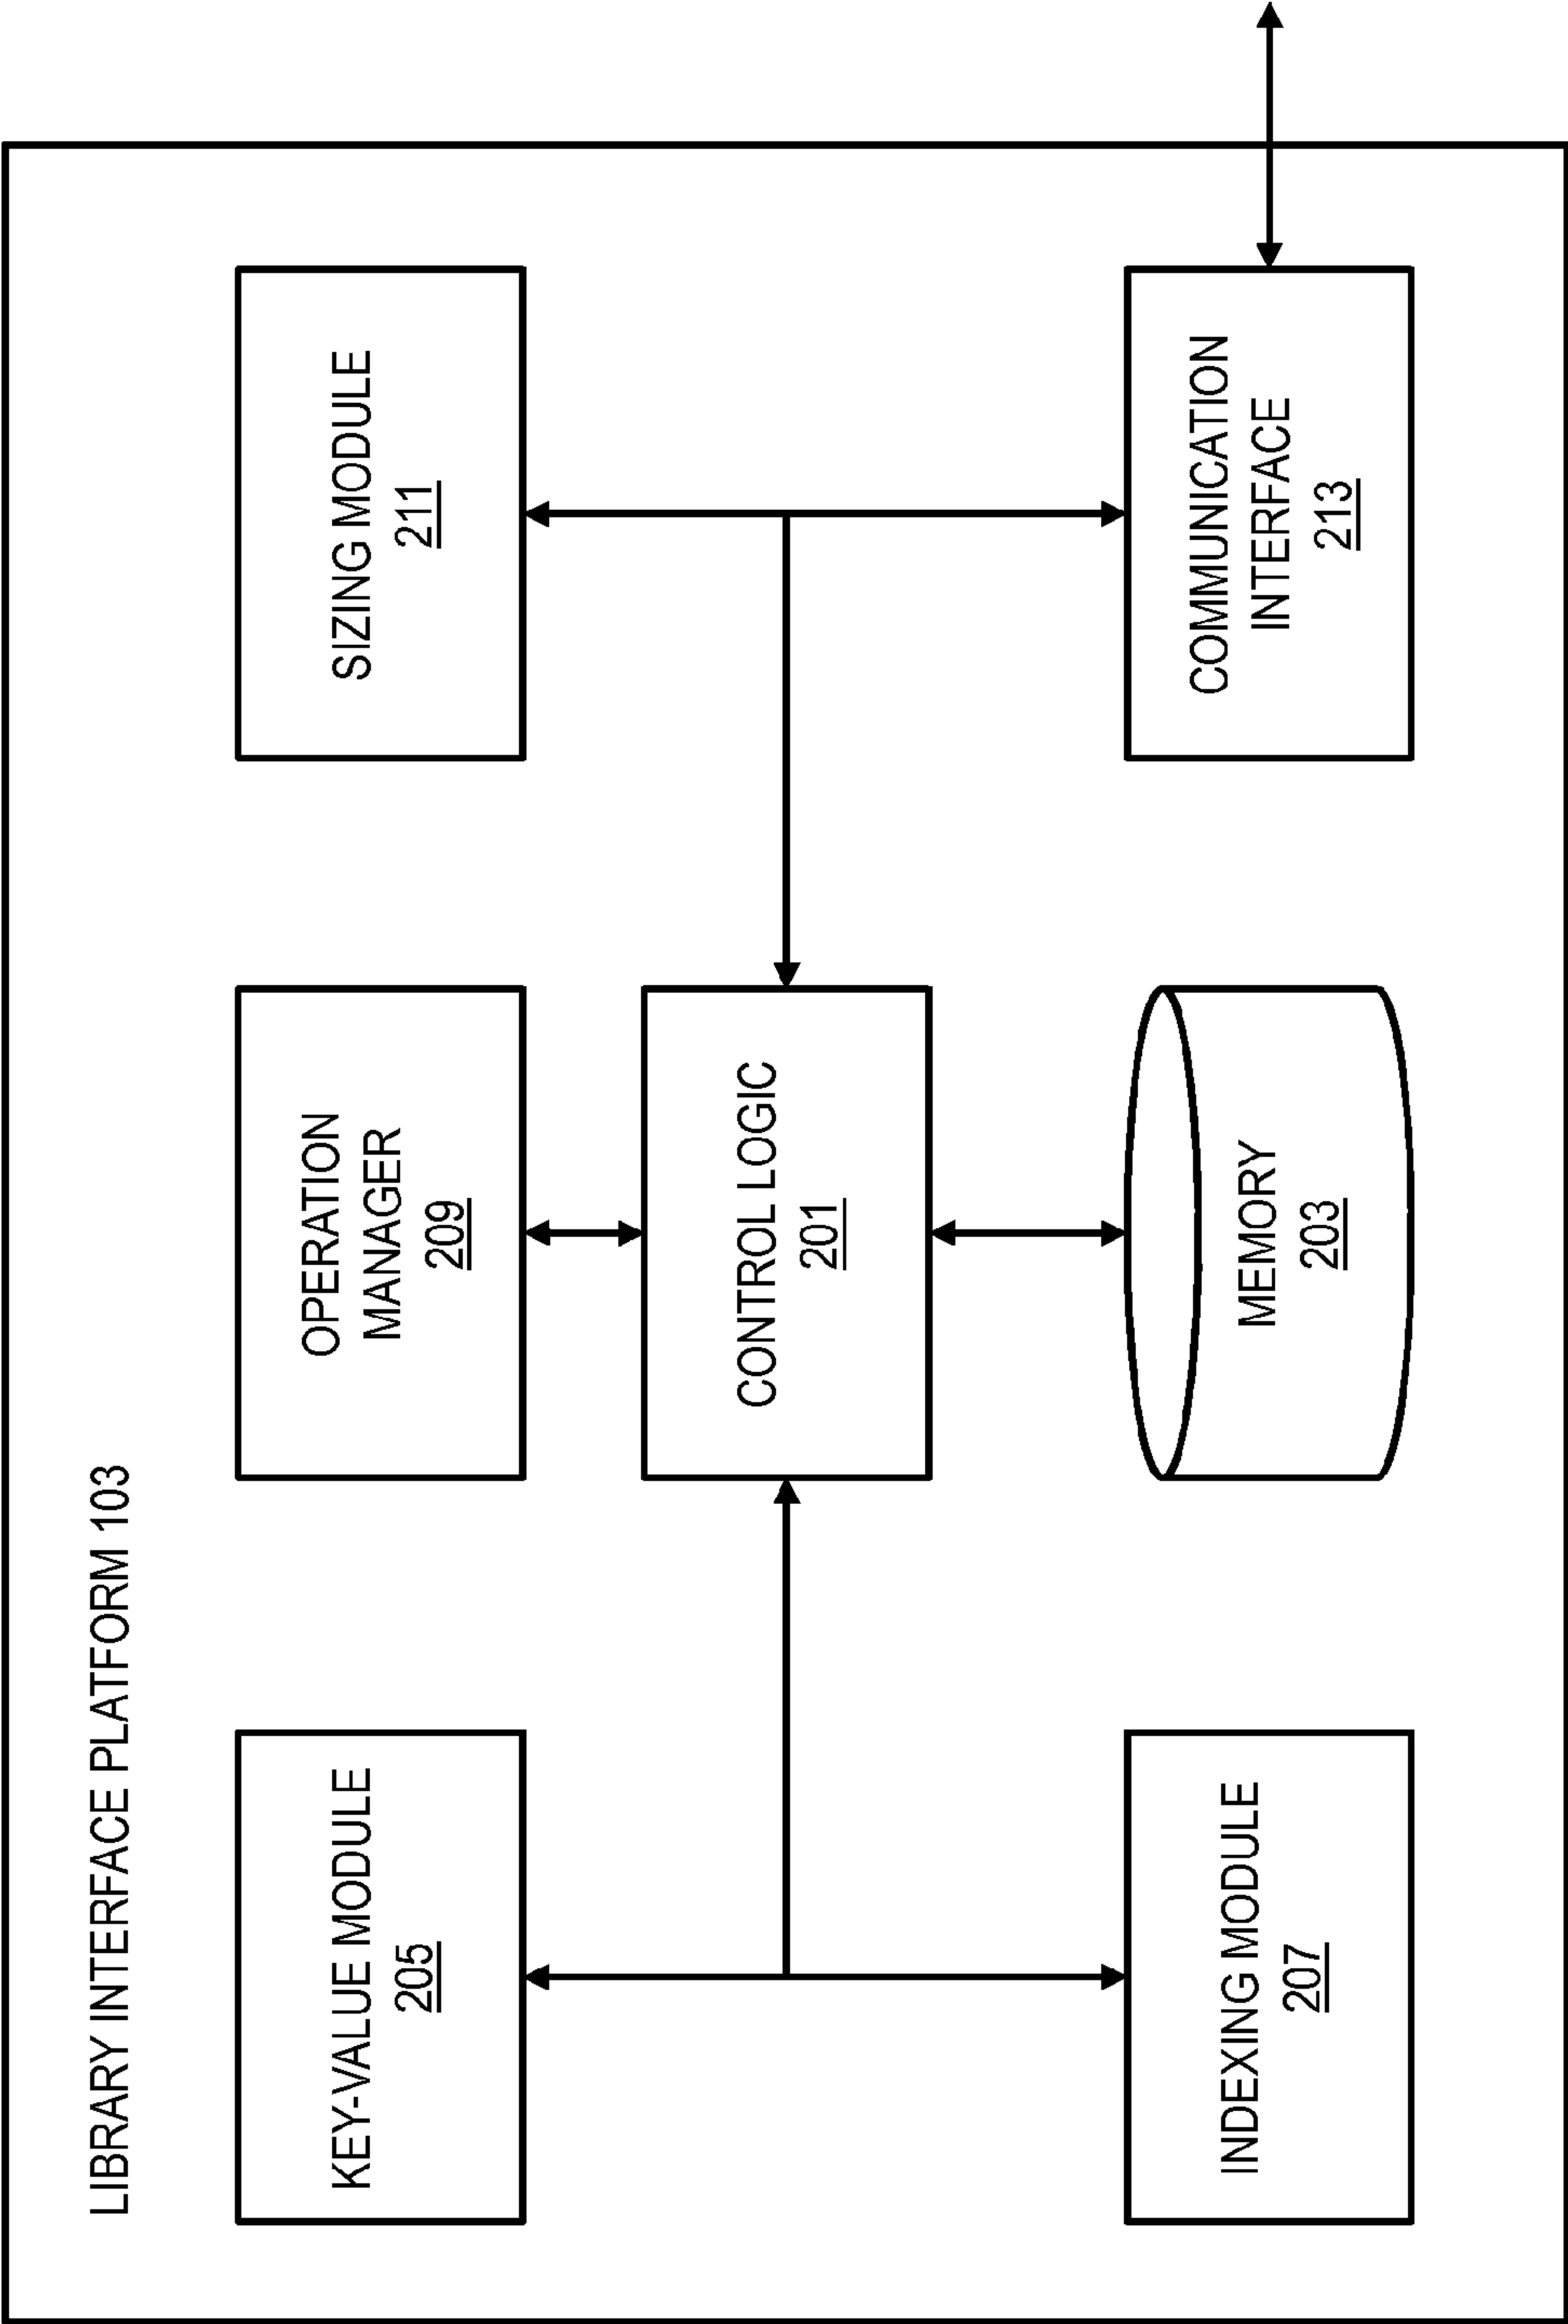 LIBRARY INTERFACE PLATFORM 103
KEY-VALUE MODULE
205
OPERATION
MANAGER
209
SIZING MODULE
211
CONTROL LOGIC
201
INDEXING MODULE
207
MEMORY
203
COMMUNICATION
INTERFACE
213